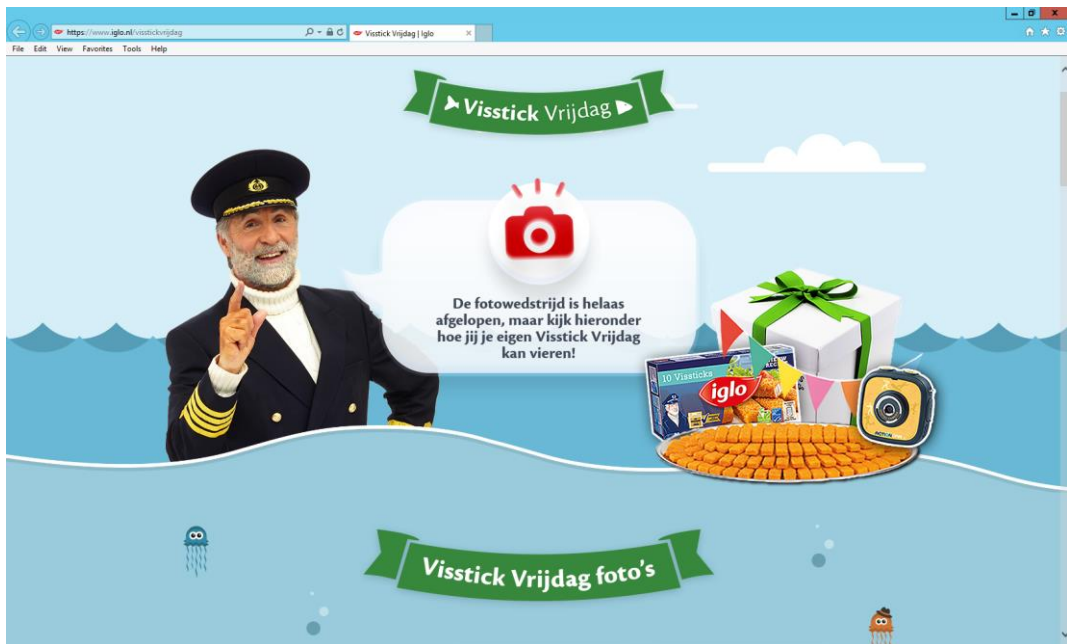 https://www.iglo.nl/visstickvrijdag
Visstick Vrijdag | Iglo
File Edit View Favorites Tools Help
Visstick Vrijdag
De fotowedstrijd is helaas
afgelopen, maar kijk hieronder
hoe jij je eigen Visstick Vrijdag
kan vieren!
10 Vissticks
iglo
ACTION
Visstick Vrijdag foto's